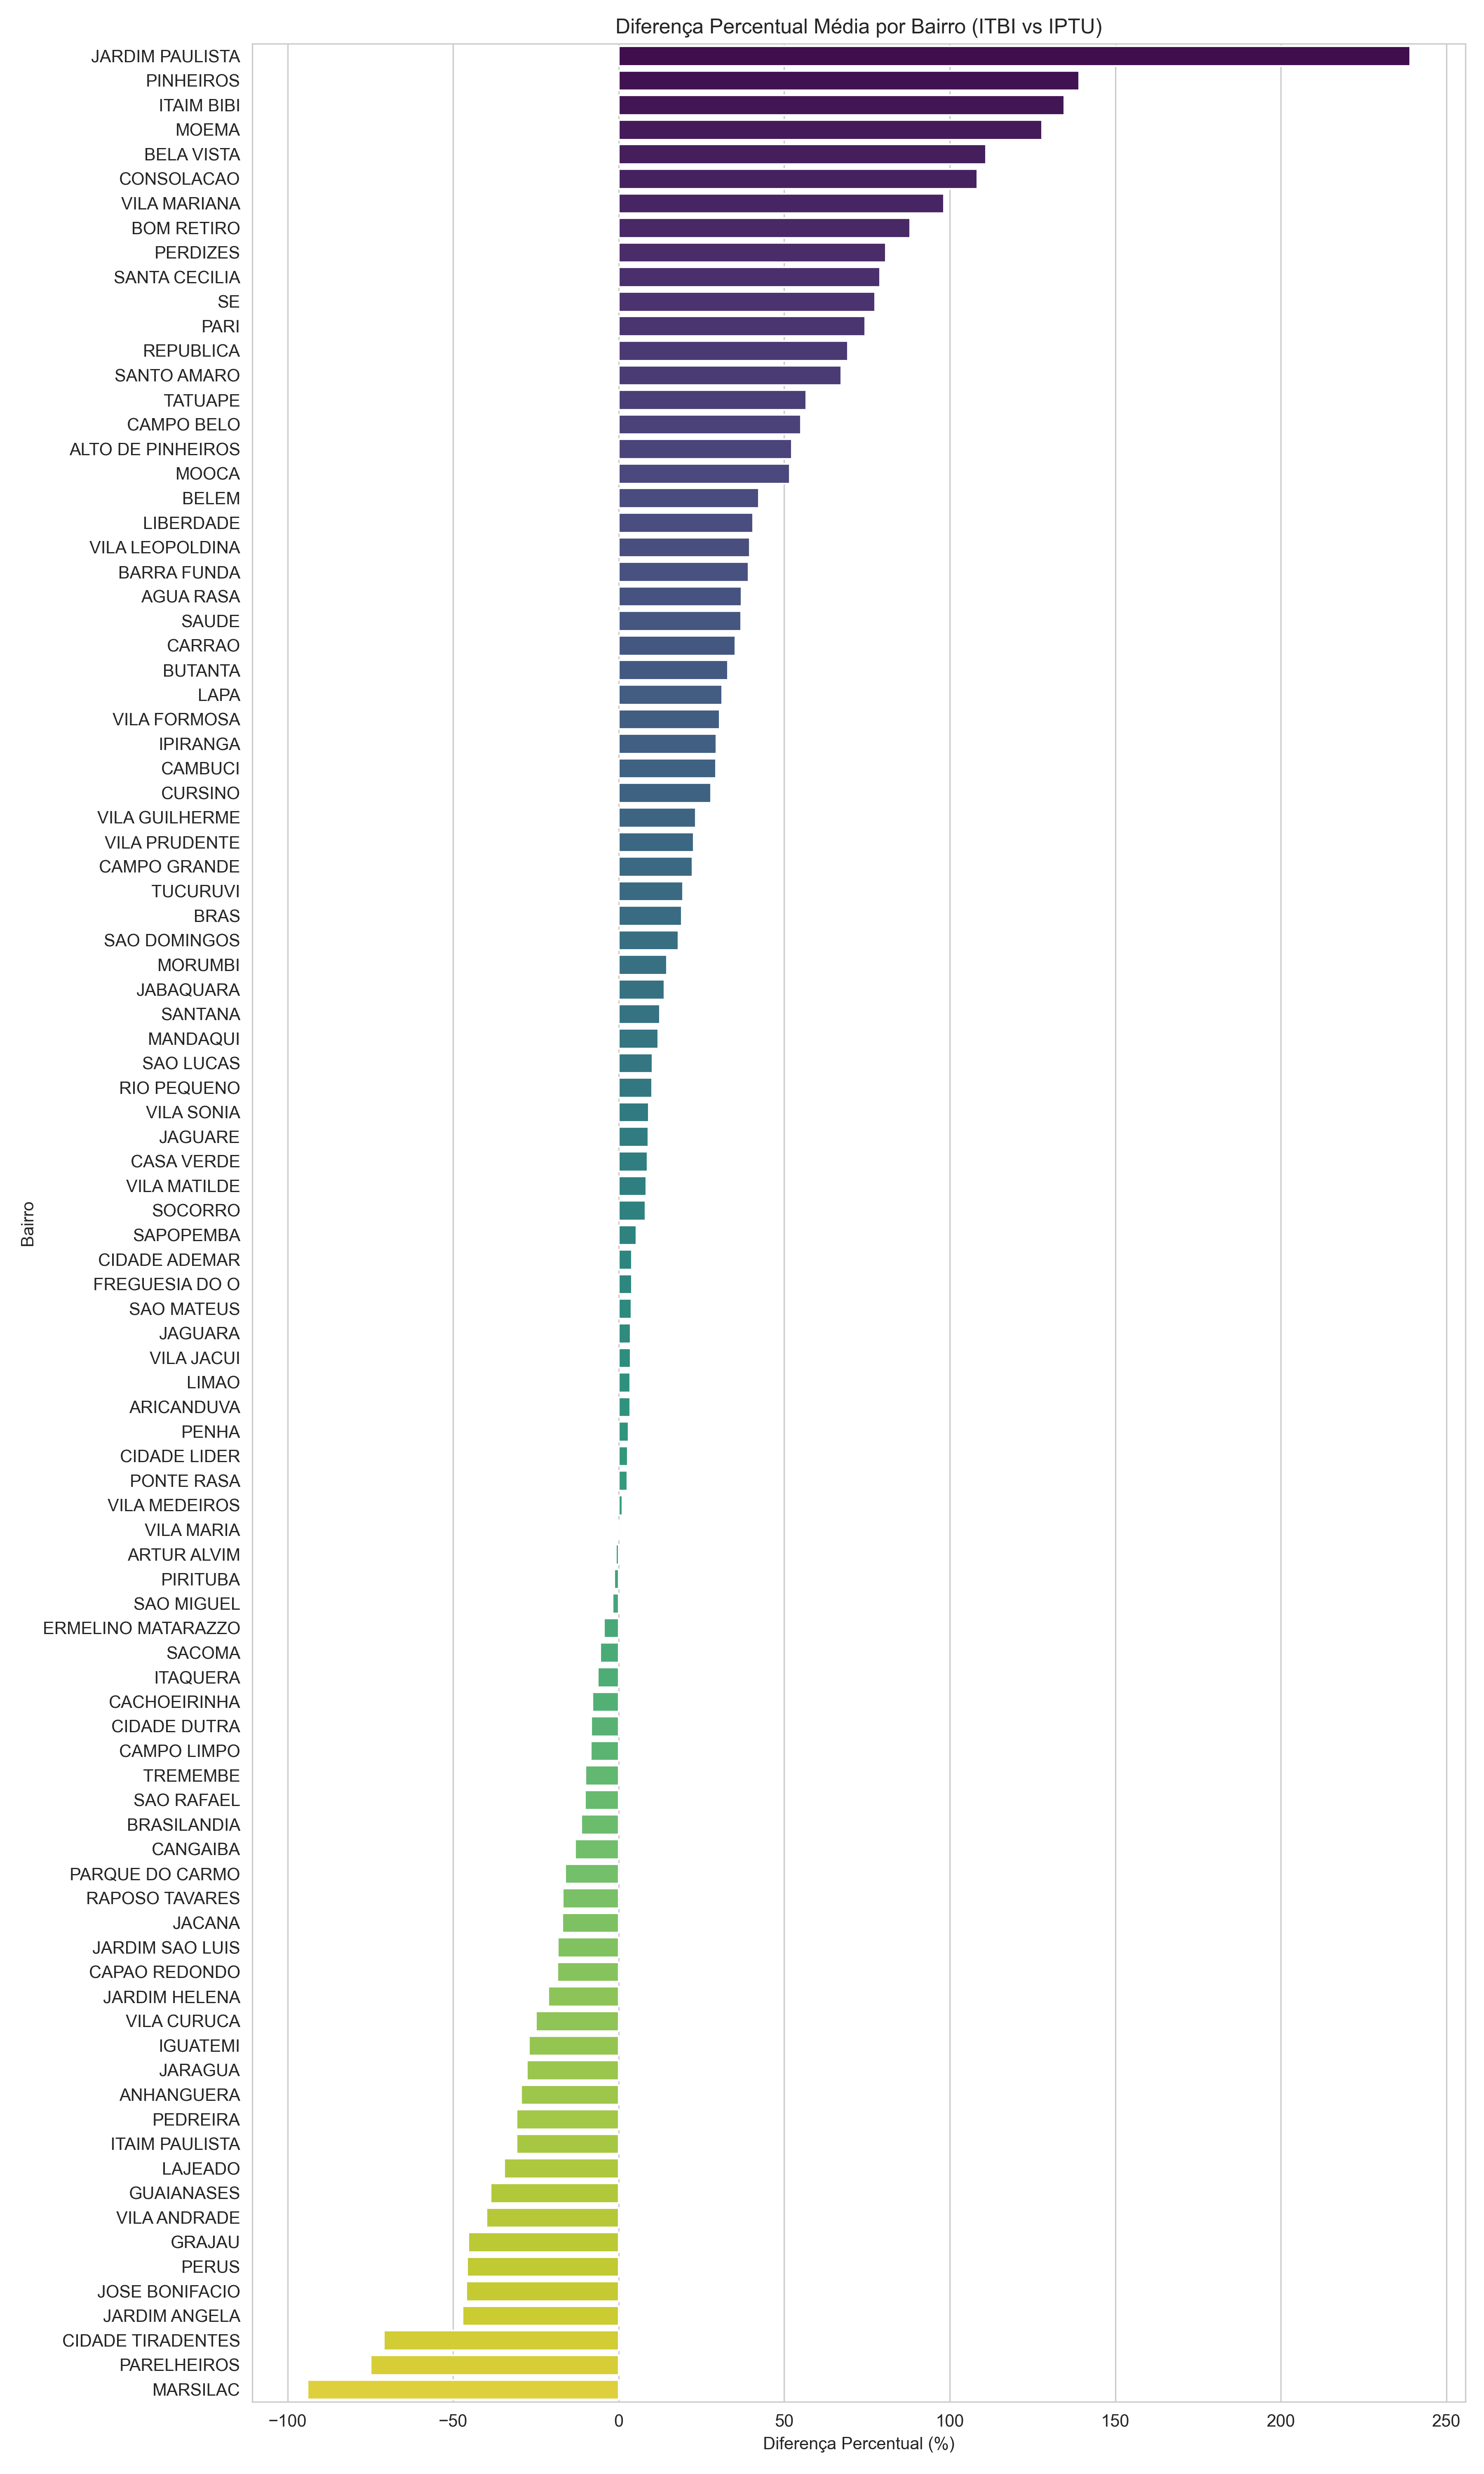 Diferença Percentual Média por Bairro (ITBI vs IPTU)
JARDIM PAULISTA
PINHEIROS
ITAIM BIBI
MOEMA
BELA VISTA
CONSOLACAO
VILA MARIANA
BOM RETIRO
PERDIZES
SANTA CECILIA
SE
PARI
REPUBLICA
SANTO AMARO
TATUAPE
CAMPO BELO
ALTO DE PINHEIROS
MOOCA
BELEM
LIBERDADE
VILA LEOPOLDINA
BARRA FUNDA
AGUA RASA
SAUDE
CARRAO
BUTANTA
LAPA
VILA FORMOSA
IPIRANGA
CAMBUCI
CURSINO
VILA GUILHERME
VILA PRUDENTE
CAMPO GRANDE
TUCURUVI
BRAS
SAO DOMINGOS
MORUMBI
JABAQUARA
SANTANA
MANDAQUI
SAO LUCAS
RIO PEQUENO
VILA SONIA
JAGUARE
CASA VERDE
VILA MATILDE
SOCORRO
SAPOPEMBA
CIDADE ADEMAR
FREGUESIA DO O
SAO MATEUS
JAGUARA
VILA JACUI
LIMAO
ARICANDUVA
PENHA
CIDADE LIDER
PONTE RASA
VILA MEDEIROS
VILA MARIA
ARTUR ALVIM
PIRITUBA
SAO MIGUEL
ERMELINO MATARAZZO
SACOMA
ITAQUERA
CACHOEIRINHA
CIDADE DUTRA
CAMPO LIMPO
TREMEMBE
SAO RAFAEL
BRASILANDIA
CANGAIBA
PARQUE DO CARMO
RAPOSO TAVARES
JACANA
JARDIM SAO LUIS
CAPAO REDONDO
JARDIM HELENA
VILA CURUCA
IGUATEMI
JARAGUA
ANHANGUERA
PEDREIRA
ITAIM PAULISTA
LAJEADO
GUAIANASES
VILA ANDRADE
GRAJAU
PERUS
JOSE BONIFACIO
JARDIM ANGELA
CIDADE TIRADENTES
PARELHEIROS
MARSILAC
Bairro
−100 −50 0 50 100 150 200 250
Diferença Percentual (%)